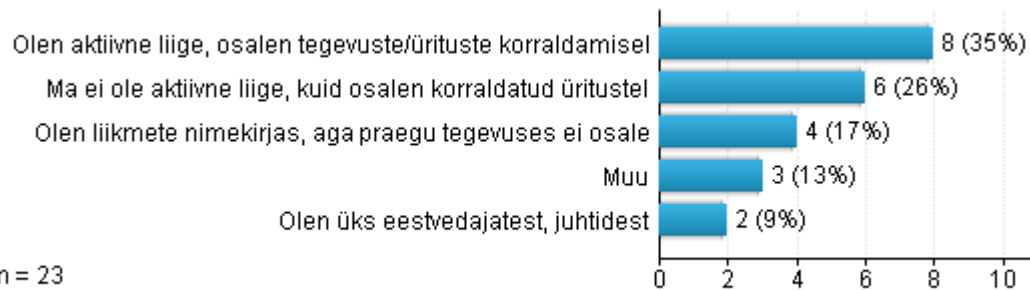 Olen aktiivne liige, osalen tegevuste/ürituste korraldamisel 8 (35%)
Ma ei ole aktiivne liige, kuid osalen korraldatud üritustel 6 (26%)
Olen liikmete nimekirjas, aga praegu tegevuses ei osale 4 (17%)
Muu 3 (13%)
Olen üks eestvedajatest, juhtidest 2 (9%)
n = 23
0 2 4 6 8 10